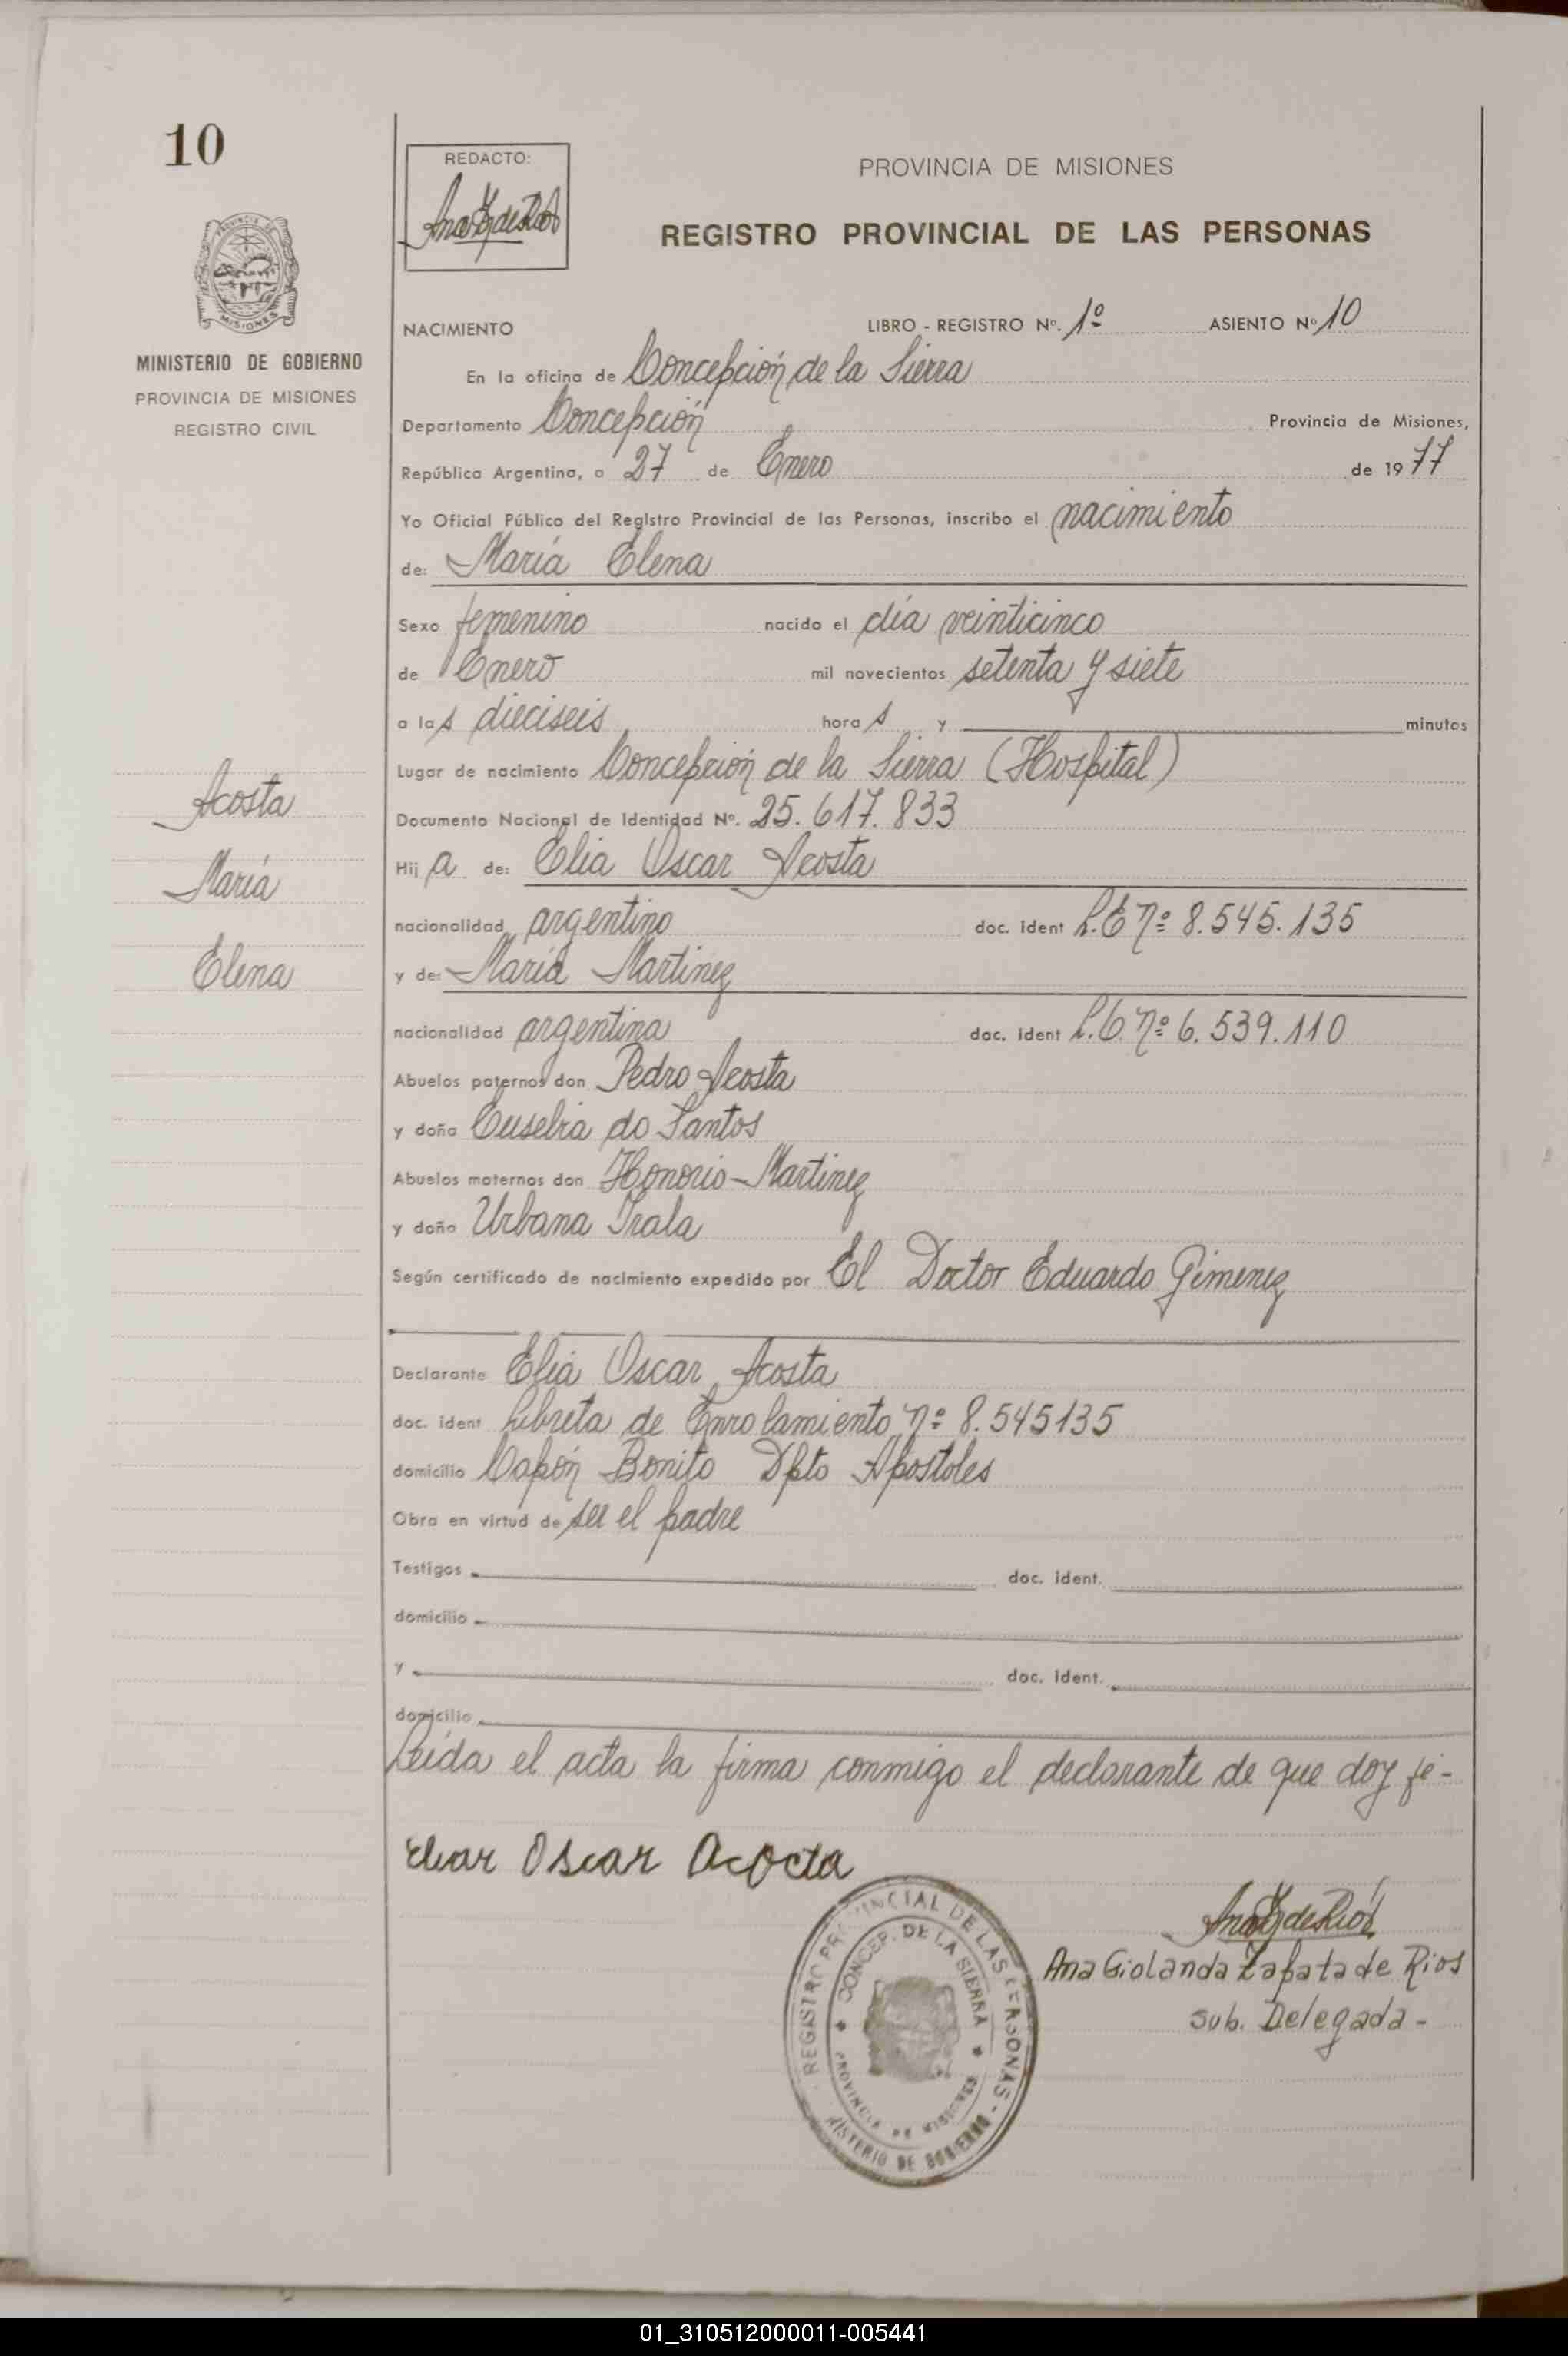 10
REDACTO:
PROVINCIA DE MISIONES
REGISTRO PROVINCIAL DE LAS PERSONAS
MISIONES
MINISTERIO DE GOBIERNO
PROVINCIA DE MISIONES
REGISTRO CIVIL
NACIMIENTO LIBRO - REGISTRO Nº. 1º ASIENTO Nº 10
En la oficina de Concepción de la Sierra
Departamento Concepción Provincia de Misiones,
República Argentina, a 27 de Enero de 1977
Yo Oficial Público del Registro Provincial de las Personas, inscribo el nacimiento
de: María Elena
Sexo femenino nacido el día veinticinco
de Enero mil novecientos setenta y siete
a las dieciseis horas y minutos
Lugar de nacimiento Concepción de la Sierra (Hospital)
Documento Nacional de Identidad Nº. 25.617.833
Hija de: Elia Oscar Acosta
nacionalidad argentino doc. ident L.E nº 8.545.135
y de: María Martinez
nacionalidad argentina doc. ident L.C. nº 6.539.110
Abuelos paternos don Pedro Acosta
y doña Eusebia do Santos
Abuelos maternos don Honorio Martinez
y doña Urbana Irala
Según certificado de nacimiento expedido por El Doctor Eduardo Gimenez
Declarante Elia Oscar Acosta
doc. ident Libreta de Enrolamiento nº 8.545135
domicilio Capón Bonito Dpto Apostoles
Obra en virtud de ser el padre
Testigos doc. ident.
domicilio
y doc. ident.
domicilio
Leida el acta la firma conmigo el declarante de que doy fé-
Acosta
María
Elena
Oscar Acocta
Ana Giolanda Zapata de Rios
sub. Delegada -
REGISTRO PROVINCIAL DE LAS PERSONAS -
CONCEP. DE LA SIERRA
PROVINCIA DE MISIONES
MINISTERIO DE GOBIERNO
01_310512000011-005441